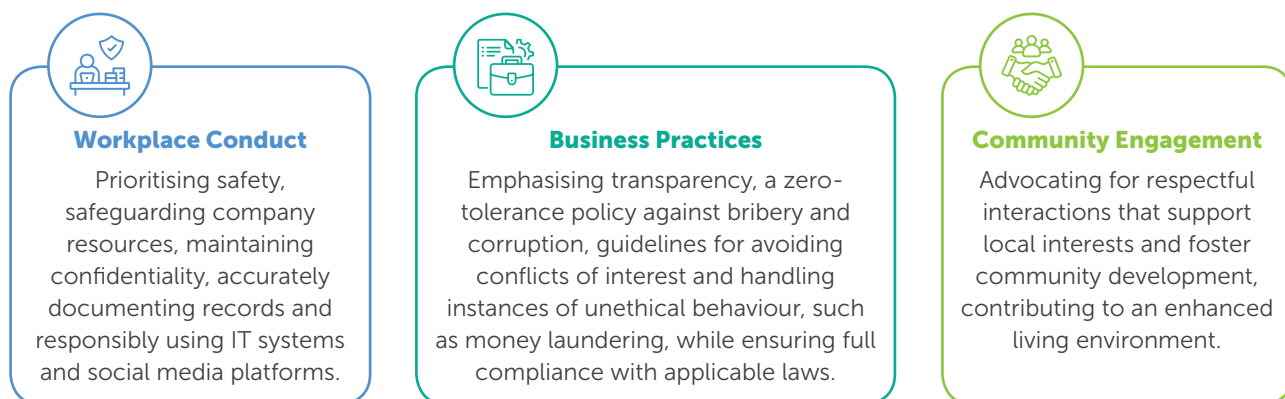 Workplace Conduct
Prioritising safety,
safeguarding company
resources, maintaining
confidentiality, accurately
documenting records and
responsibly using IT systems
and social media platforms.
Business Practices
Emphasising transparency, a zero-
tolerance policy against bribery and
corruption, guidelines for avoiding
conflicts of interest and handling
instances of unethical behaviour, such
as money laundering, while ensuring full
compliance with applicable laws.
Community Engagement
Advocating for respectful
interactions that support
local interests and foster
community development,
contributing to an enhanced
living environment.